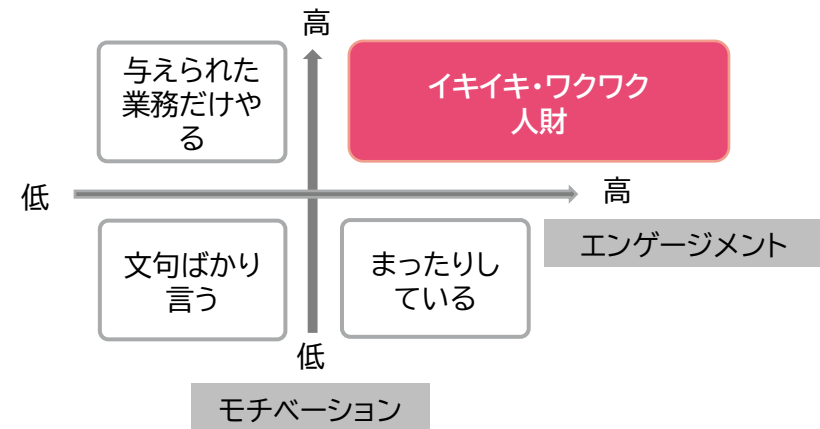 高
与えられた
業務だけや
る
イキイキ・ワクワク
人財
低
高
エンゲージメント
文句ばかり
言う
まったりし
ている
低
モチベーション